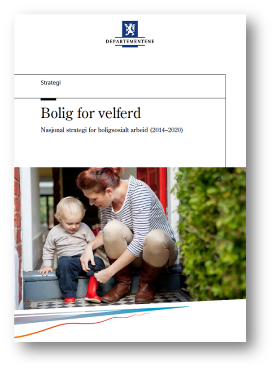 DEPARTEMENTENE
Strategi
Bolig for velferd
Nasjonal strategi for boligsosialt arbeid (2014–2020)